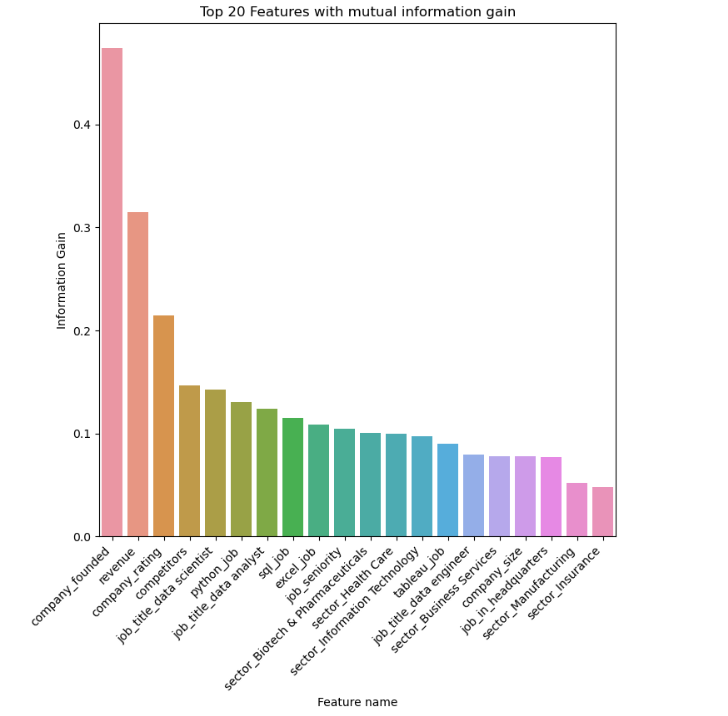 Top 20 Features with mutual information gain
Information Gain
0.4
0.3
0.2
0.1
0.0
company_founded
revenue
company_rating
competitors
job_title_data scientist
python_job
job_title_data analyst
sql_job
excel_job
job_seniority
sector_Biotech & Pharmaceuticals
sector_Health Care
sector_Information Technology
tableau_job
job_title_data engineer
sector_Business Services
company_size
job_in_headquarters
sector_Manufacturing
sector_Insurance
Feature name